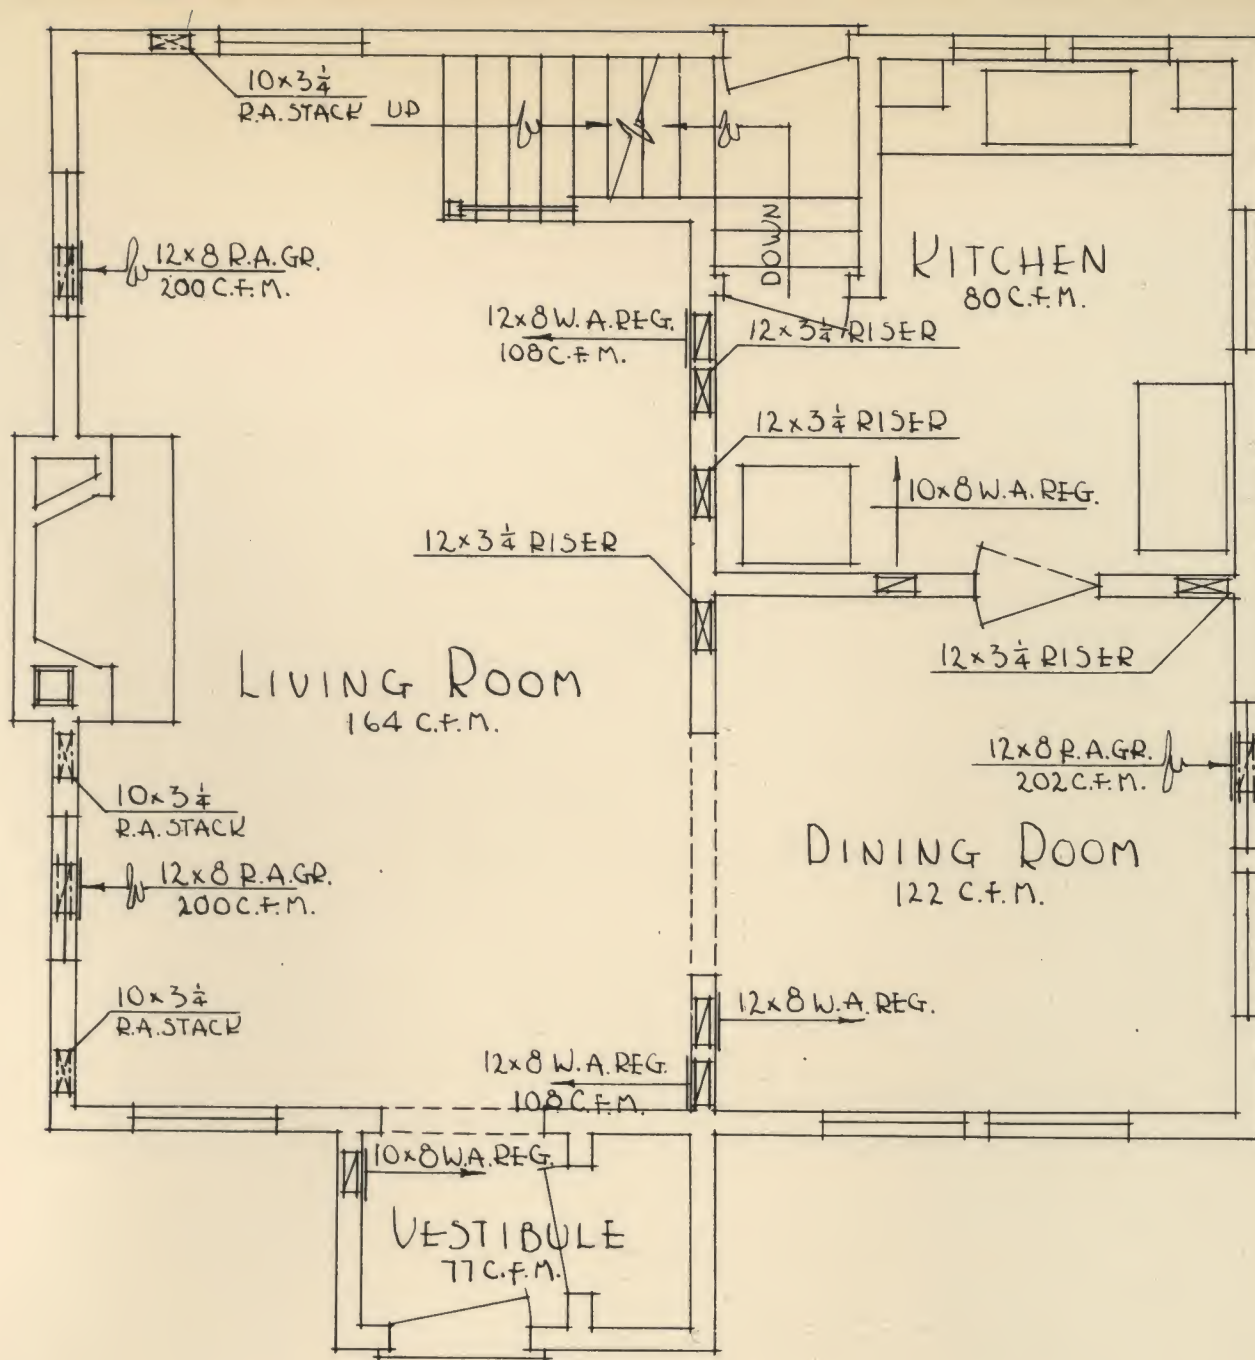 10×3¼
R.A. STACK
UP
12×8 R.A. GR.
200 C.F.M.
DOWN
KITCHEN
80 C.F.M.
12×8 W.A. REG.
108 C.F.M.
12×3¼ RISER
12×3¼ RISER
10×8 W.A. REG.
12×3¼ RISER
12×3¼ RISER
LIVING ROOM
164 C.F.M.
12×8 R.A. GR.
202 C.F.M.
10×3¼
R.A. STACK
DINING ROOM
122 C.F.M.
12×8 R.A. GR.
200 C.F.M.
10×3¼
R.A. STACK
12×8 W.A. REG.
12×8 W.A. REG.
108 C.F.M.
10×8 W.A. REG.
VESTIBULE
77 C.F.M.